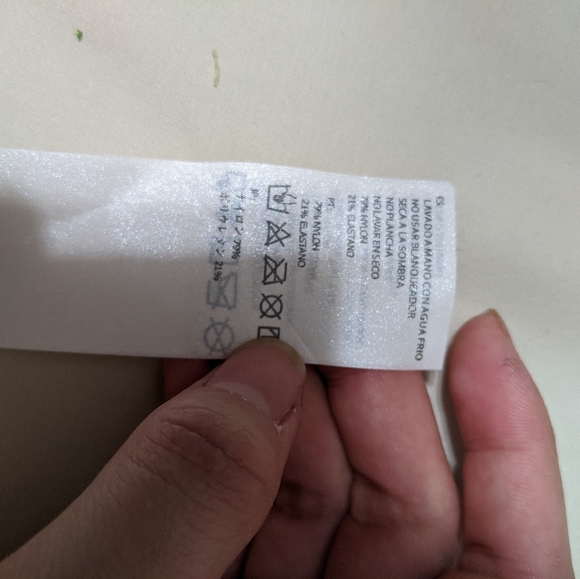 ES:
LAVADO A MANO CON AGUA FRIO
NO USAR BLANQUEADOR
SECA A LA SOMBRA
NO PLANCHA
NO LAVAR EN SECO
79% NYLON
21% ELASTANO
PT:
79% NYLON
21% ELASTANO
JP:
ナイロン 79%
ポリウレタン 21%